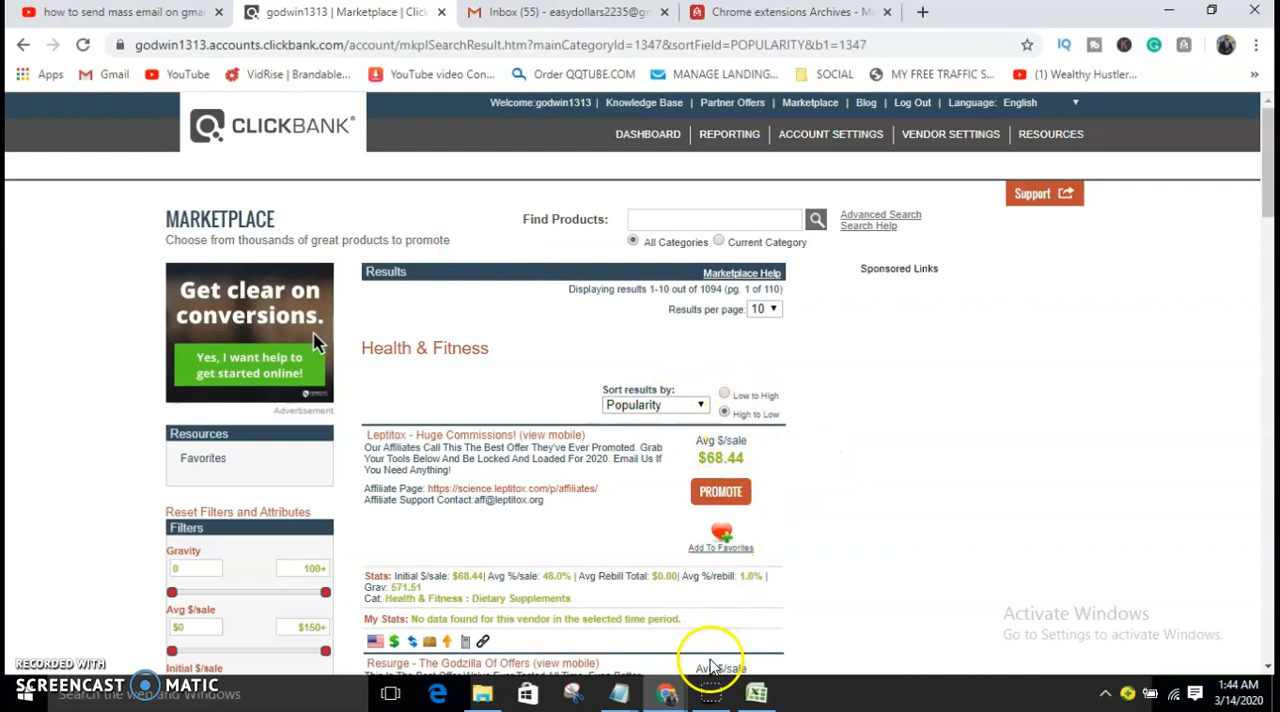 how to send mass email on gmai
godwin1313 | Marketplace | Click
Inbox (55) - easydollars2235@g
Chrome extensions Archives - M
godwin1313.accounts.clickbank.com/account/mkplSearchResult.htm?mainCategoryId=1347&sortField=POPULARITY&b1=1347
Apps
Gmail
YouTube
VidRise | Brandable...
YouTube video Con...
Order QQTUBE.COM
MANAGE LANDING...
SOCIAL
MY FREE TRAFFIC S...
(1) Wealthy Hustler...
»
Welcome:godwin1313 | Knowledge Base | Partner Offers | Marketplace | Blog | Log Out | Language: English
CLICKBANK®
DASHBOARD | REPORTING | ACCOUNT SETTINGS | VENDOR SETTINGS | RESOURCES
Support
MARKETPLACE
Choose from thousands of great products to promote
Find Products:
Advanced Search
Search Help
All Categories Current Category
Get clear on
conversions.
Yes, I want help to
get started online!
Advertisement
Results
Marketplace Help
Displaying results 1-10 out of 1094 (pg. 1 of 110)
Results per page: 10
Sponsored Links
Health & Fitness
Sort results by:
Popularity
Low to High
High to Low
Resources
Favorites
Reset Filters and Attributes
Filters
Gravity
0 100+
Avg $/sale
$0 $150+
Initial $/sale
Leptitox - Huge Commissions! (view mobile)
Our Affiliates Call This The Best Offer They've Ever Promoted. Grab
Your Tools Below And Be Locked And Loaded For 2020. Email Us If
You Need Anything!
Affiliate Page: https://science.leptitox.com/p/affiliates/
Affiliate Support Contact:aff@leptitox.org
Avg $/sale
$68.44
PROMOTE
Add To Favorites
Stats: Initial $/sale: $68.44| Avg %/sale: 48.0% | Avg Rebill Total: $0.00| Avg %/rebill: 1.0% |
Grav: 571.51
Cat: Health & Fitness : Dietary Supplements
My Stats: No data found for this vendor in the selected time period.
Resurge - The Godzilla Of Offers (view mobile)
Avg $/sale
Activate Windows
Go to Settings to activate Windows.
RECORDED WITH
SCREENCAST MATIC
Search the web and Windows
1:44 AM
3/14/2020